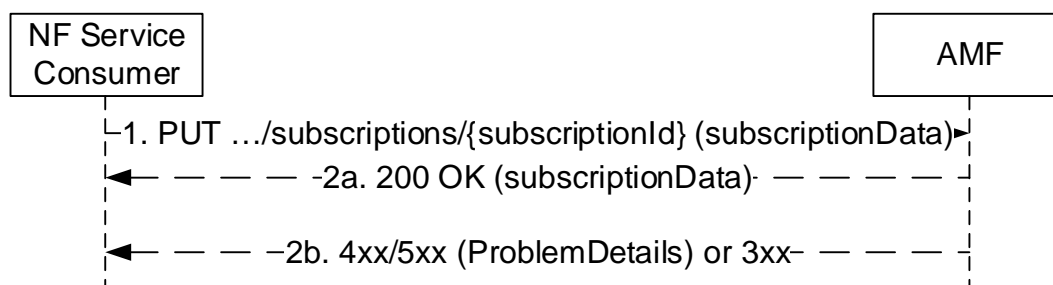 NF Service
Consumer
AMF
1. PUT …/subscriptions/{subscriptionId} (subscriptionData)
2a. 200 OK (subscriptionData)
2b. 4xx/5xx (ProblemDetails) or 3xx